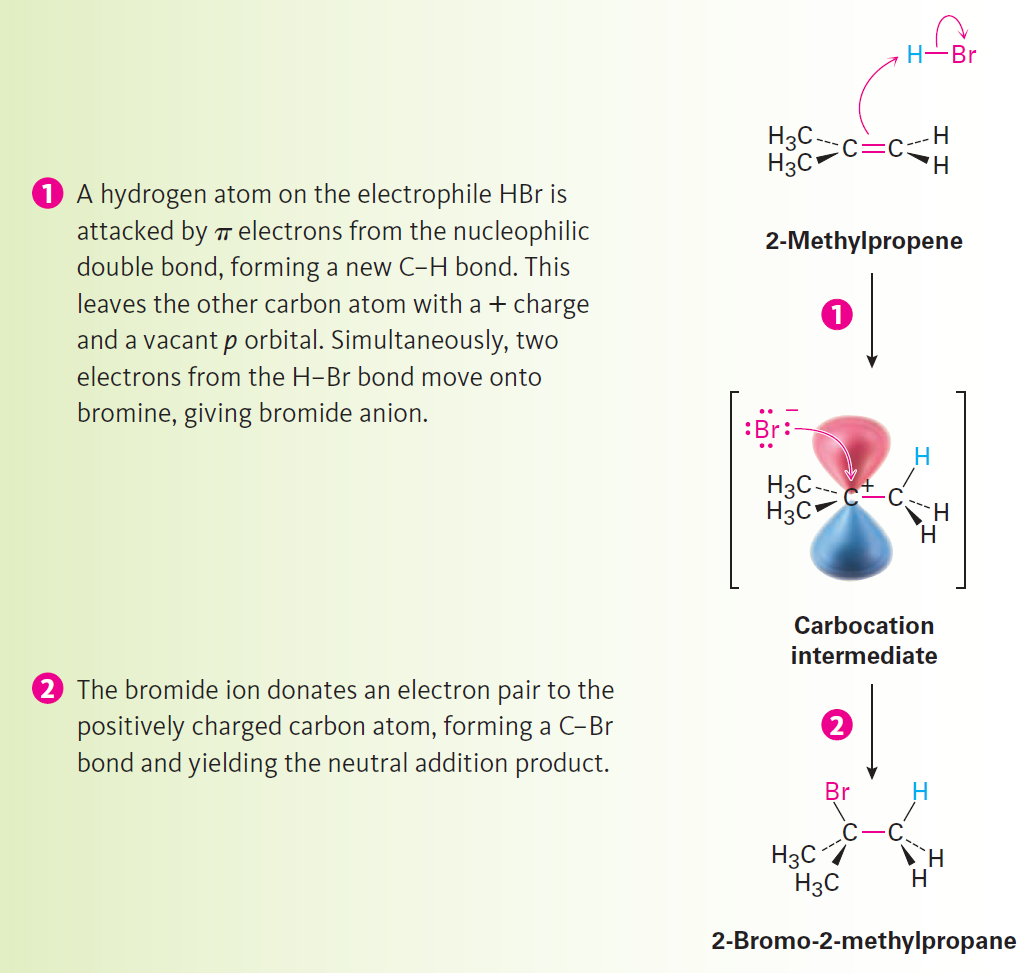 H—Br
H₃C
H₃C
C=C
H
H
2-Methylpropene
1
1 A hydrogen atom on the electrophile HBr is
attacked by π electrons from the nucleophilic
double bond, forming a new C–H bond. This
leaves the other carbon atom with a + charge
and a vacant p orbital. Simultaneously, two
electrons from the H–Br bond move onto
bromine, giving bromide anion.
:Br: −
H
H₃C
H₃C
C+—C
H
H
Carbocation
intermediate
2 The bromide ion donates an electron pair to the
positively charged carbon atom, forming a C–Br
bond and yielding the neutral addition product.
2
Br
H
C—C
H₃C
H₃C
H
H
2-Bromo-2-methylpropane